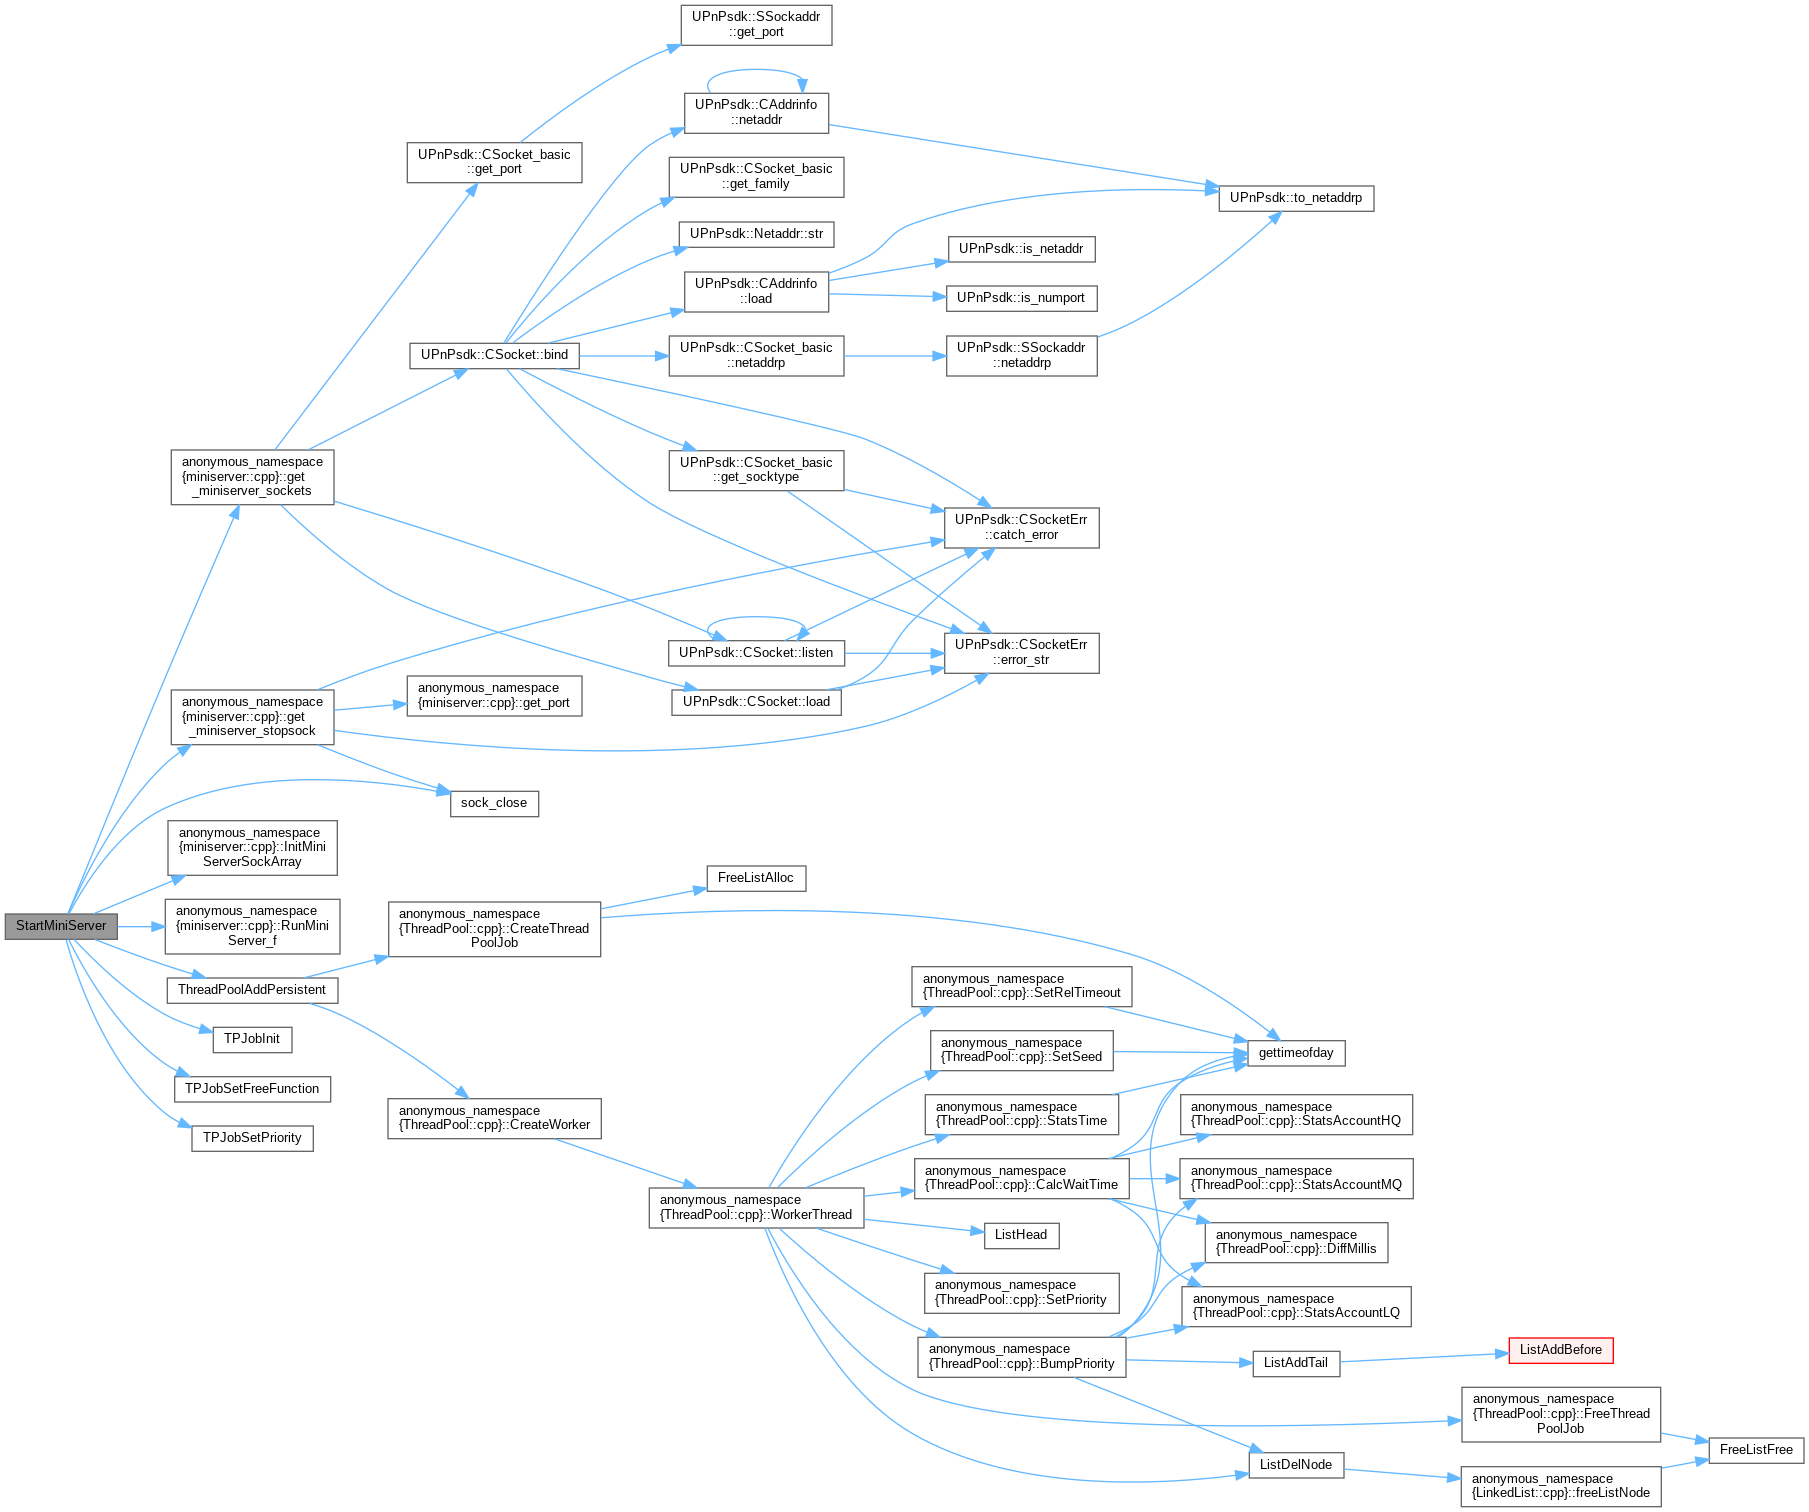 UPnPsdk::SSockaddr
::get_port
UPnPsdk::CAddrinfo
::netaddr
UPnPsdk::CSocket_basic
::get_port
UPnPsdk::CSocket_basic
::get_family
UPnPsdk::to_netaddrp
UPnPsdk::Netaddr::str
UPnPsdk::is_netaddr
UPnPsdk::CAddrinfo
::load
UPnPsdk::is_numport
UPnPsdk::CSocket::bind
UPnPsdk::CSocket_basic
::netaddrp
UPnPsdk::SSockaddr
::netaddrp
anonymous_namespace
{miniserver::cpp}::get
_miniserver_sockets
UPnPsdk::CSocket_basic
::get_socktype
UPnPsdk::CSocketErr
::catch_error
UPnPsdk::CSocket::listen
UPnPsdk::CSocketErr
::error_str
UPnPsdk::CSocket::load
anonymous_namespace
{miniserver::cpp}::get
_miniserver_stopsock
anonymous_namespace
{miniserver::cpp}::get_port
sock_close
anonymous_namespace
{miniserver::cpp}::InitMini
ServerSockArray
FreeListAlloc
StartMiniServer
anonymous_namespace
{miniserver::cpp}::RunMini
Server_f
anonymous_namespace
{ThreadPool::cpp}::CreateThread
PoolJob
ThreadPoolAddPersistent
anonymous_namespace
{ThreadPool::cpp}::SetRelTimeout
TPJobInit
anonymous_namespace
{ThreadPool::cpp}::SetSeed
gettimeofday
TPJobSetFreeFunction
anonymous_namespace
{ThreadPool::cpp}::CreateWorker
anonymous_namespace
{ThreadPool::cpp}::StatsTime
anonymous_namespace
{ThreadPool::cpp}::StatsAccountHQ
TPJobSetPriority
anonymous_namespace
{ThreadPool::cpp}::CalcWaitTime
anonymous_namespace
{ThreadPool::cpp}::StatsAccountMQ
anonymous_namespace
{ThreadPool::cpp}::WorkerThread
ListHead
anonymous_namespace
{ThreadPool::cpp}::DiffMillis
anonymous_namespace
{ThreadPool::cpp}::SetPriority
anonymous_namespace
{ThreadPool::cpp}::StatsAccountLQ
anonymous_namespace
{ThreadPool::cpp}::BumpPriority
ListAddTail
ListAddBefore
anonymous_namespace
{ThreadPool::cpp}::FreeThread
PoolJob
ListDelNode
FreeListFree
anonymous_namespace
{LinkedList::cpp}::freeListNode